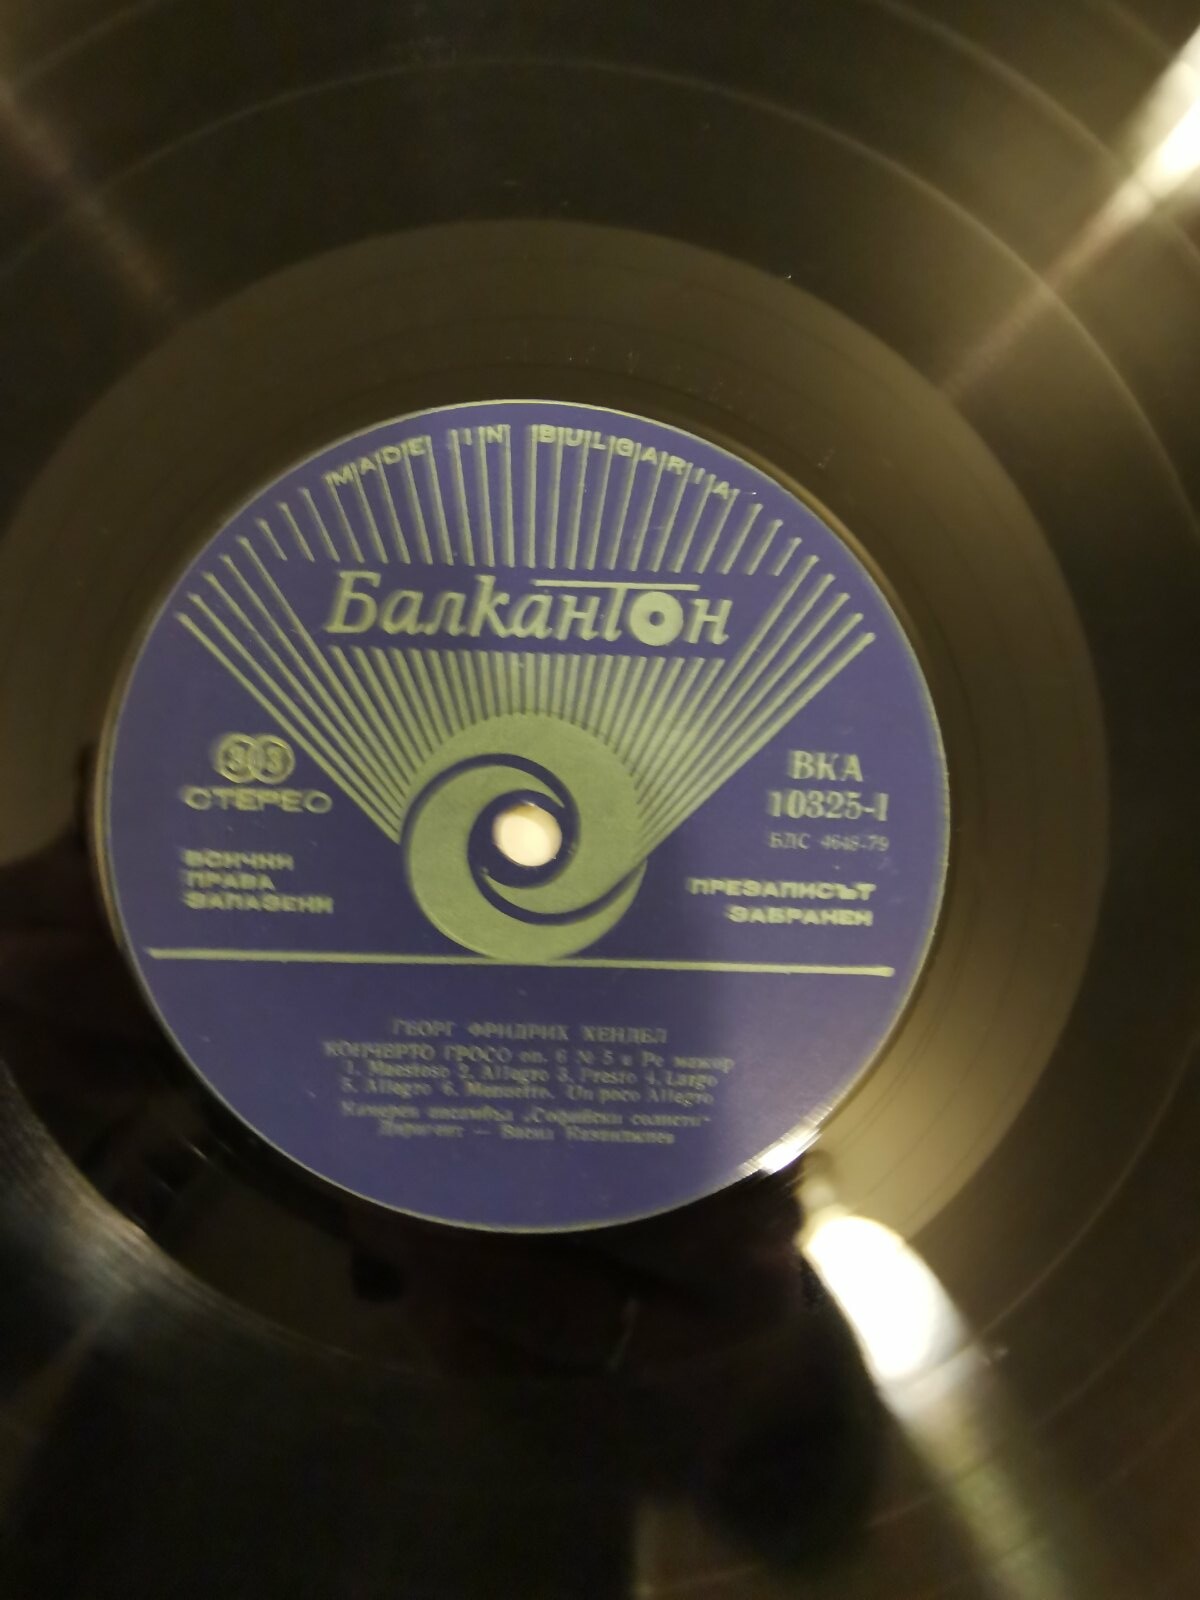 MADE IN BULGARIA
Балкантон
33
СТЕРЕО
ВСИЧКИ
ПРАВА
ЗАПАЗЕНИ
ВКА
10325-I
БЛС 4648-79
ПРЕЗАПИСЪТ
ЗАБРАНЕН
ГЕОРГ ФРИДРИХ ХЕНДЕЛ
КОНЧЕРТО ГРОСО оп. 6 № 5 в Ре мажор
1. Maestoso 2. Allegro 3. Presto 4. Largo
5. Allegro 6. Menuetto. Un poco Allegro
Камерен ансамбъл „Софийски солисти“
Диригент — Васил Казанджиев